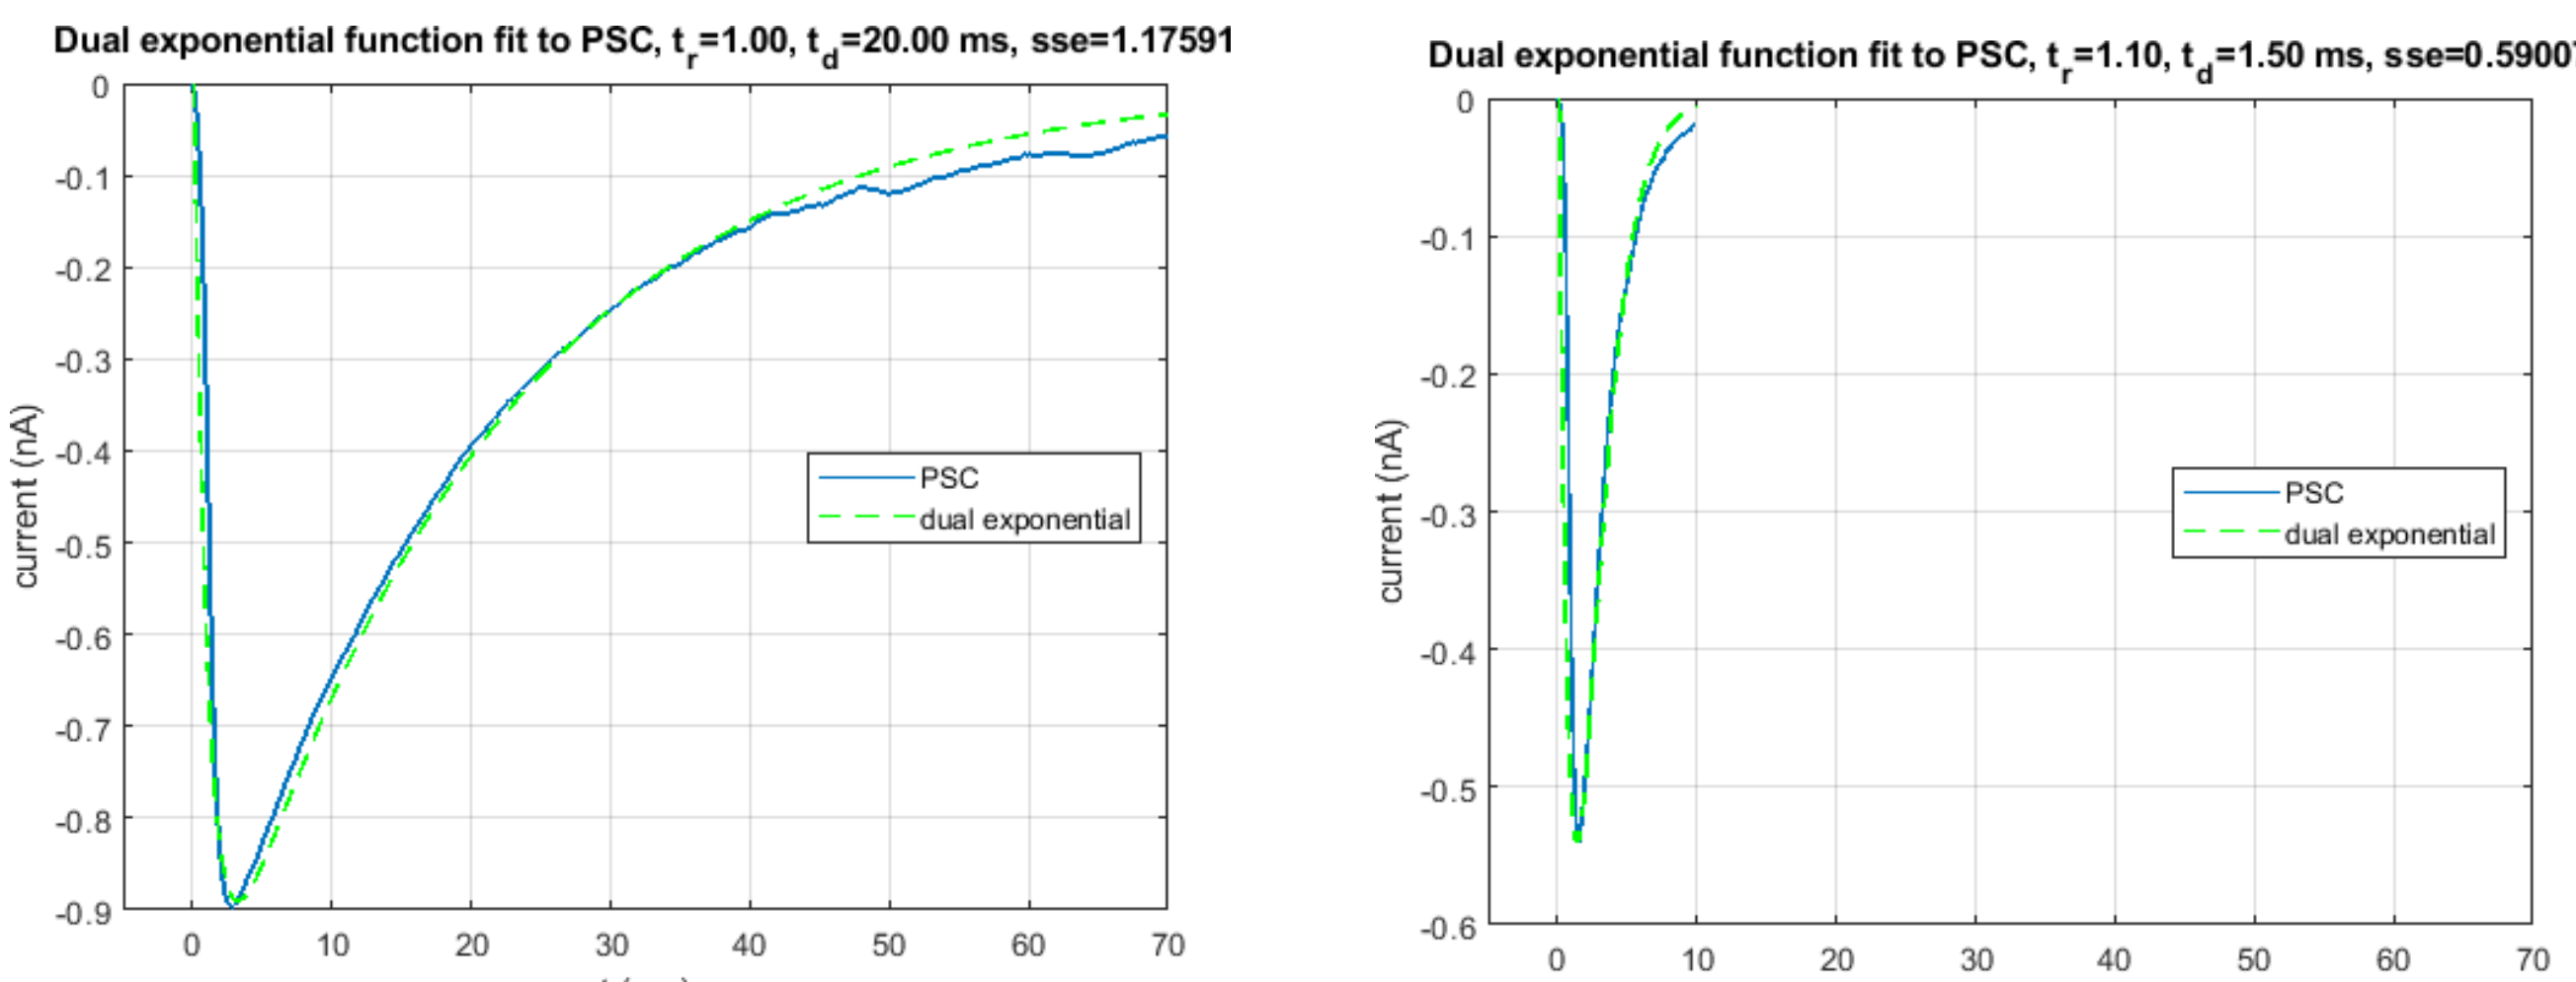 Dual exponential function fit to PSC, t_r=1.00, t_d=20.00 ms, sse=1.17591
0
-0.1
-0.2
-0.3
-0.4
-0.5
-0.6
-0.7
-0.8
-0.9
current (nA)
PSC
dual exponential
0 10 20 30 40 50 60 70
Dual exponential function fit to PSC, t_r=1.10, t_d=1.50 ms, sse=0.5900
0
-0.1
-0.2
-0.3
-0.4
-0.5
-0.6
current (nA)
PSC
dual exponential
0 10 20 30 40 50 60 70